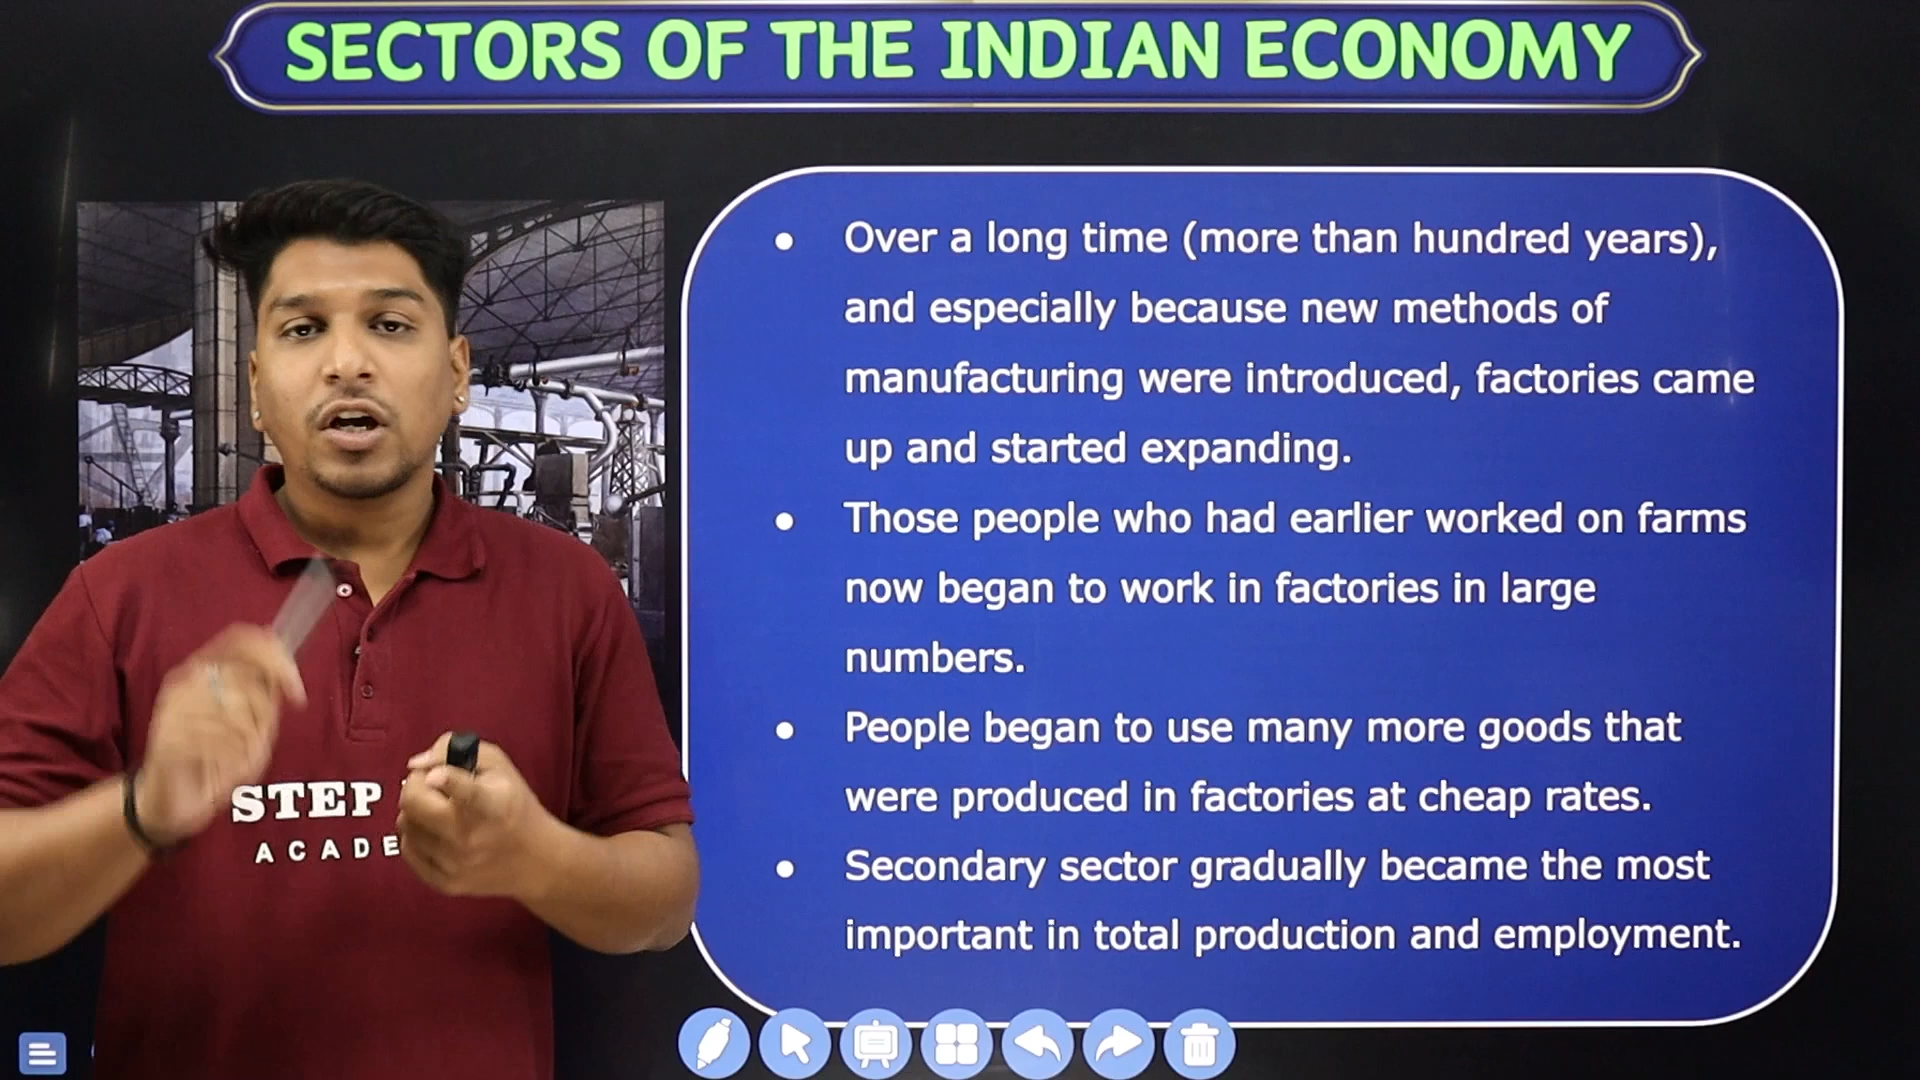 SECTORS OF THE INDIAN ECONOMY
• Over a long time (more than hundred years),
and especially because new methods of
manufacturing were introduced, factories came
up and started expanding.
• Those people who had earlier worked on farms
now began to work in factories in large
numbers.
• People began to use many more goods that
were produced in factories at cheap rates.
• Secondary sector gradually became the most
important in total production and employment.
STEP
ACADE